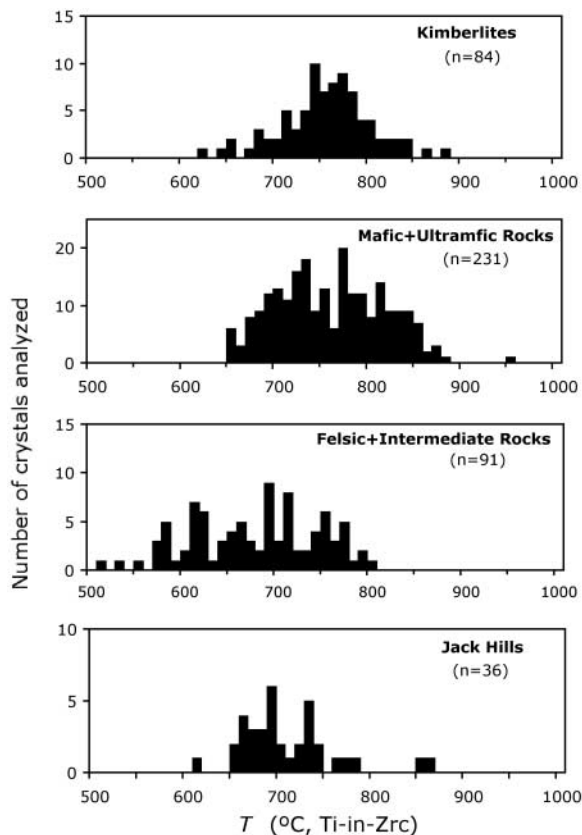 Kimberlites
(n=84)
15
10
5
0
500 600 700 800 900 1000
Mafic+Ultramfic Rocks
(n=231)
20
10
0
500 600 700 800 900 1000
Number of crystals analyzed
Felsic+Intermediate Rocks
(n=91)
15
10
5
0
500 600 700 800 900 1000
Jack Hills
(n=36)
10
5
0
500 600 700 800 900 1000
T (ºC, Ti-in-Zrc)